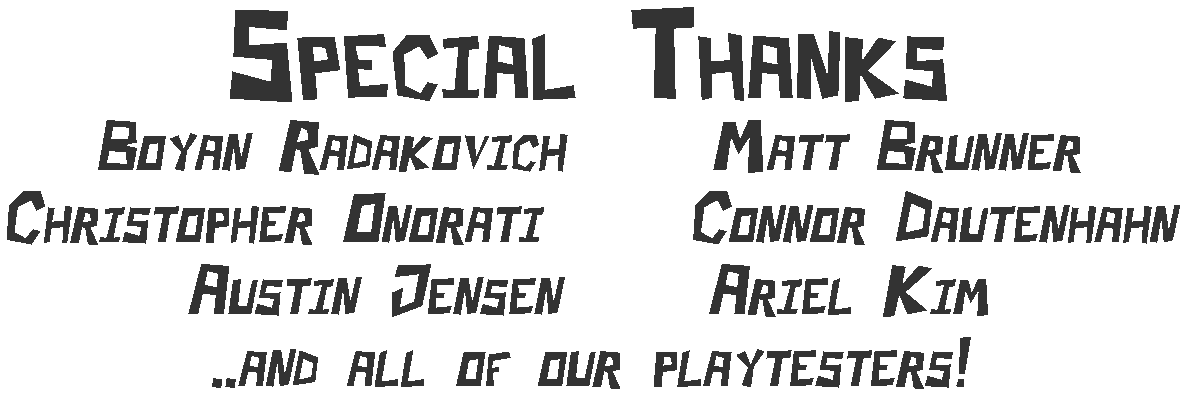 Special Thanks
Boyan Radakovich Matt Brunner
Christopher Onorati Connor Dautenhahn
Austin Jensen Ariel Kim
..and all of our playtesters!